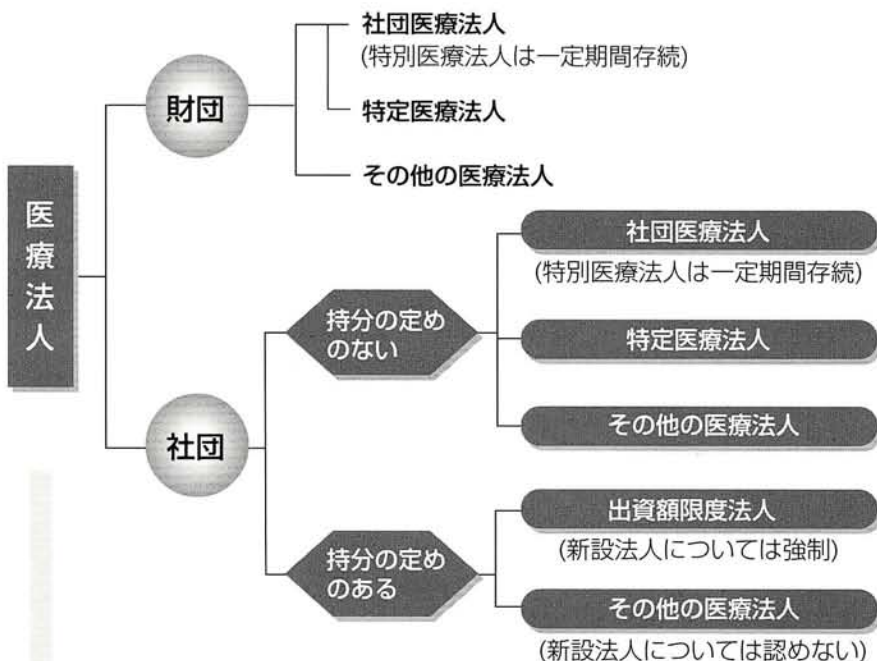 医療法人
財団
社団医療法人
(特別医療法人は一定期間存続)
特定医療法人
その他の医療法人
社団
持分の定め
のない
社団医療法人
(特別医療法人は一定期間存続)
特定医療法人
その他の医療法人
持分の定め
のある
出資額限度法人
(新設法人については強制)
その他の医療法人
(新設法人については認めない)